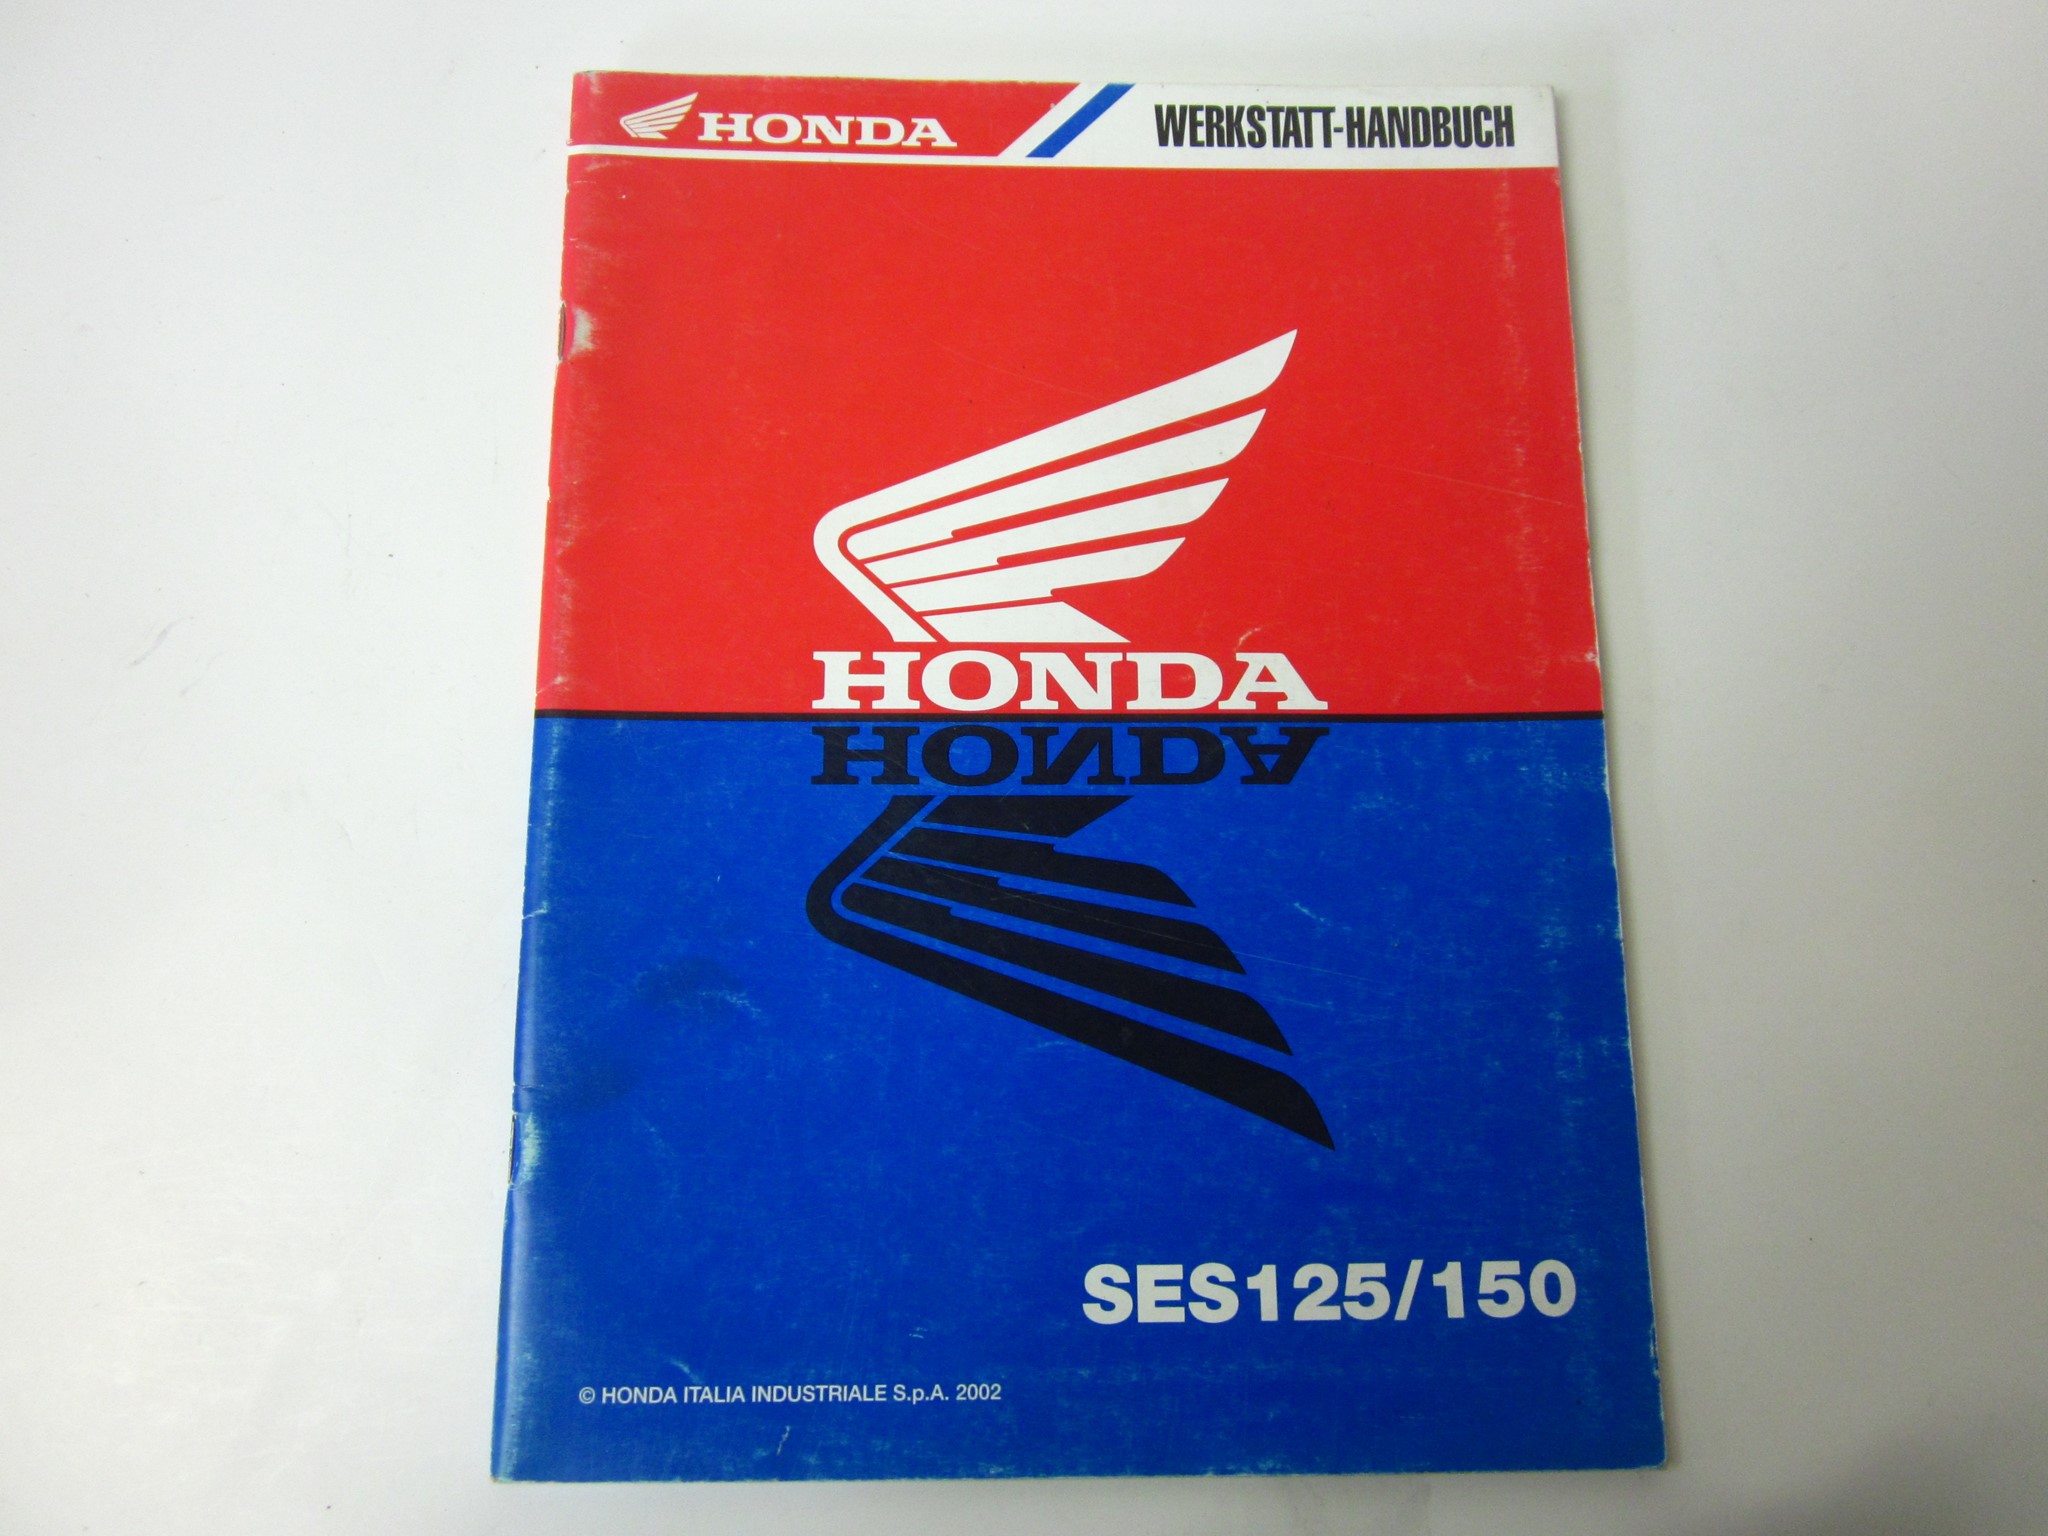 HONDA
WERKSTATT-HANDBUCH
HONDA
HONDA
SES125/150
© HONDA ITALIA INDUSTRIALE S.p.A. 2002